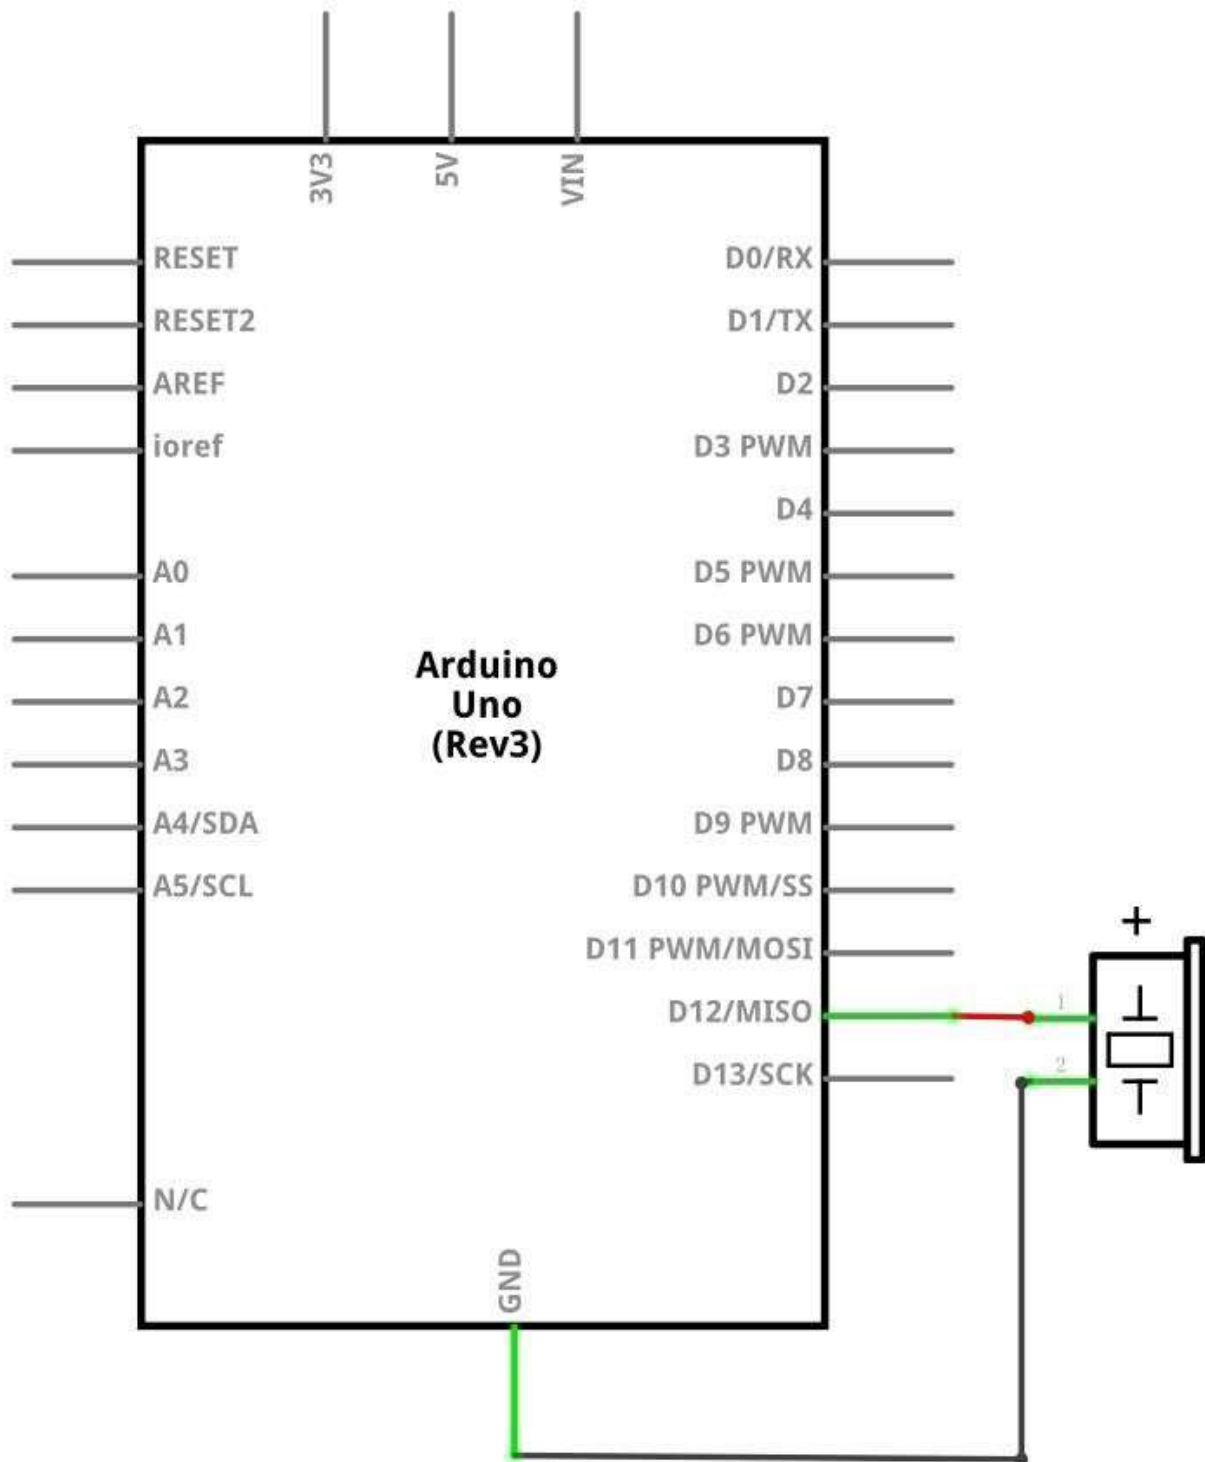 3V3
5V
VIN
RESET
RESET2
AREF
ioref
A0
A1
A2
A3
A4/SDA
A5/SCL
N/C
Arduino
Uno
(Rev3)
D0/RX
D1/TX
D2
D3 PWM
D4
D5 PWM
D6 PWM
D7
D8
D9 PWM
D10 PWM/SS
D11 PWM/MOSI
D12/MISO
D13/SCK
GND
+
1
2